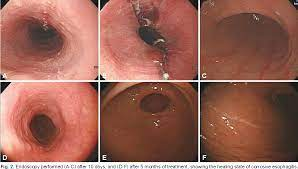 A
B
C
D
E
F
Fig. 2. Endoscopy performed (A-C) after 10 days; and (D-F) after 5 months of treatment, showing the healing state of corrosive esophagitis.